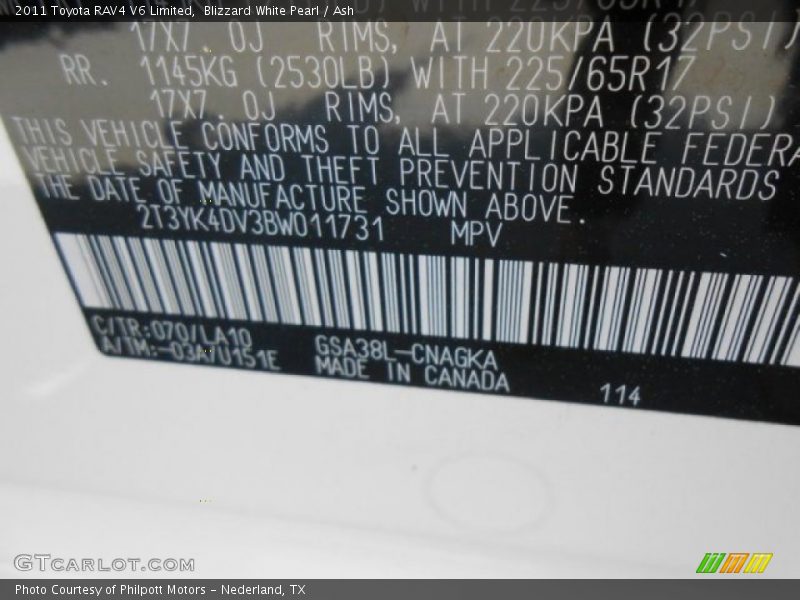 2011 Toyota RAV4 V6 Limited, Blizzard White Pearl / Ash
17X7. 0J RIMS, AT 220KPA (32PSI)
RR. 1145KG (2530LB) WITH 225/65R17
17X7. 0J RIMS, AT 220KPA (32PSI)
THIS VEHICLE CONFORMS TO ALL APPLICABLE FEDERA
VEHICLE SAFETY AND THEFT PREVENTION STANDARDS
THE DATE OF MANUFACTURE SHOWN ABOVE.
2T3YK4DV3BW011731 MPV
C/TR:070/LA10
A/TM:-03A/U151E
GSA38L-CNAGKA
MADE IN CANADA
114
GTCARLOT.COM
Photo Courtesy of Philpott Motors - Nederland, TX